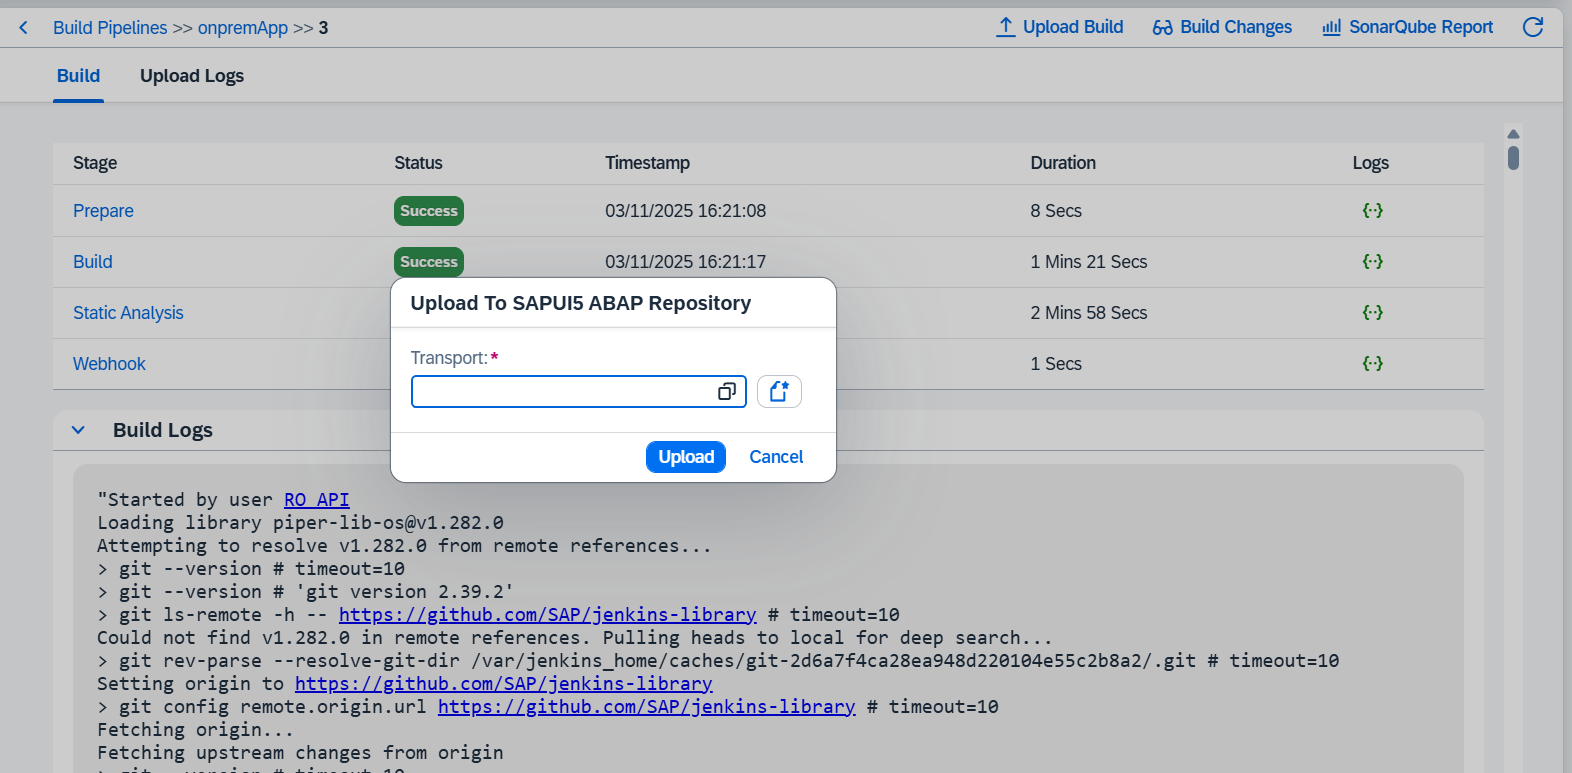 Build Pipelines >> onpremApp >> 3
Upload Build
Build Changes
SonarQube Report
Build
Upload Logs
Stage Status Timestamp Duration Logs
Prepare Success 03/11/2025 16:21:08 8 Secs {··}
Build Success 03/11/2025 16:21:17 1 Mins 21 Secs {··}
Static Analysis 2 Mins 58 Secs {··}
Webhook 1 Secs {··}
Upload To SAPUI5 ABAP Repository
Transport:*
Upload Cancel
Build Logs
"Started by user RO API
Loading library piper-lib-os@v1.282.0
Attempting to resolve v1.282.0 from remote references...
> git --version # timeout=10
> git --version # 'git version 2.39.2'
> git ls-remote -h -- https://github.com/SAP/jenkins-library # timeout=10
Could not find v1.282.0 in remote references. Pulling heads to local for deep search...
> git rev-parse --resolve-git-dir /var/jenkins_home/caches/git-2d6a7f4ca28ea948d220104e55c2b8a2/.git # timeout=10
Setting origin to https://github.com/SAP/jenkins-library
> git config remote.origin.url https://github.com/SAP/jenkins-library # timeout=10
Fetching origin...
Fetching upstream changes from origin
> git --version # timeout=10